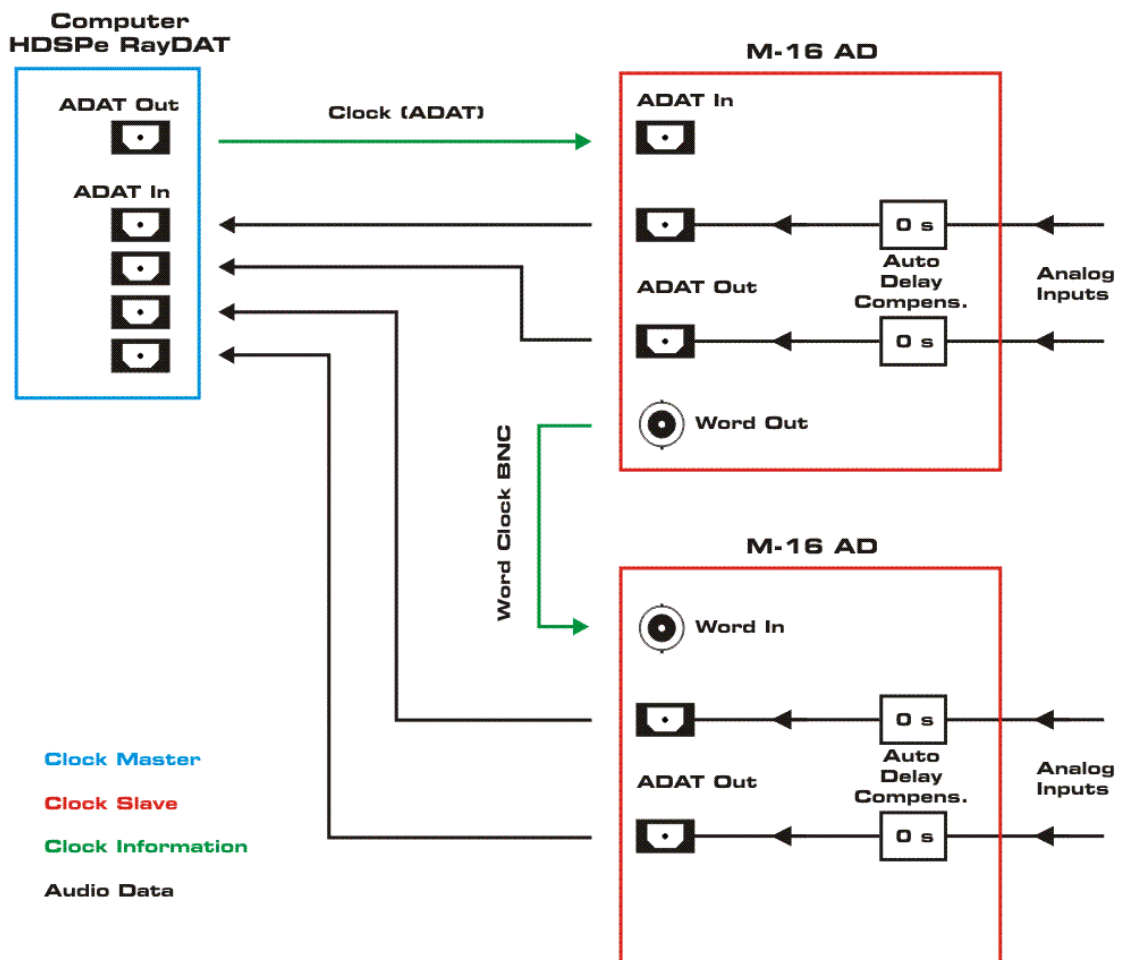 Computer
HDSPe RayDAT
ADAT Out
ADAT In
Clock (ADAT)
M-16 AD
ADAT In
0 s
Auto
Delay
Compens.
Analog
Inputs
ADAT Out
0 s
Word Out
Word Clock BNC
M-16 AD
Word In
0 s
Auto
Delay
Compens.
Analog
Inputs
ADAT Out
0 s
Clock Master
Clock Slave
Clock Information
Audio Data